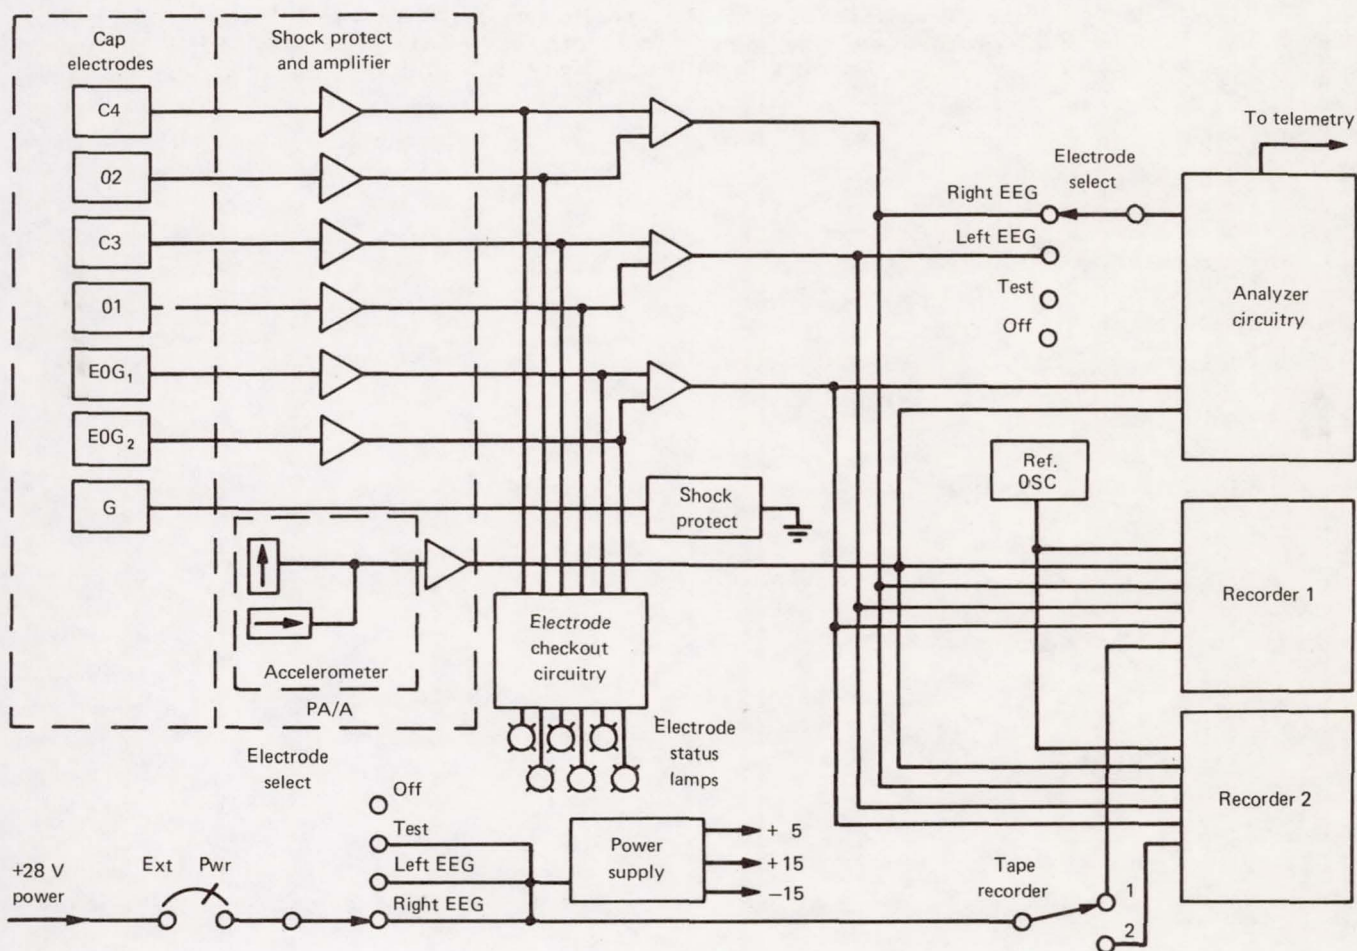 Cap
electrodes
Shock protect
and amplifier
C4
02
C3
01
E0G1
E0G2
G
Accelerometer
PA/A
Shock
protect
Electrode
checkout
circuitry
Electrode
status
lamps
To telemetry
Electrode
select
Right EEG
Left EEG
Test
Off
Analyzer
circuitry
Ref.
0SC
Recorder 1
Recorder 2
Electrode
select
Off
Test
Left EEG
Right EEG
+28 V
power
Ext Pwr
Power
supply
+ 5
+15
−15
Tape
recorder
1
2